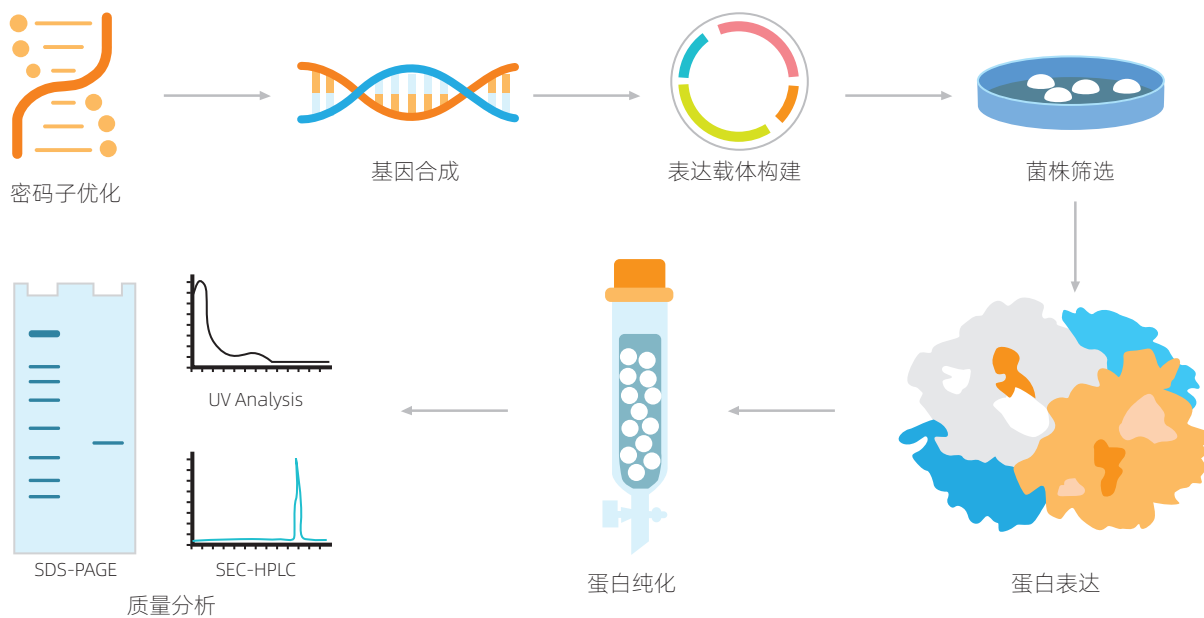 密码子优化
基因合成
表达载体构建
菌株筛选
蛋白表达
蛋白纯化
UV Analysis
SEC-HPLC
SDS-PAGE
质量分析